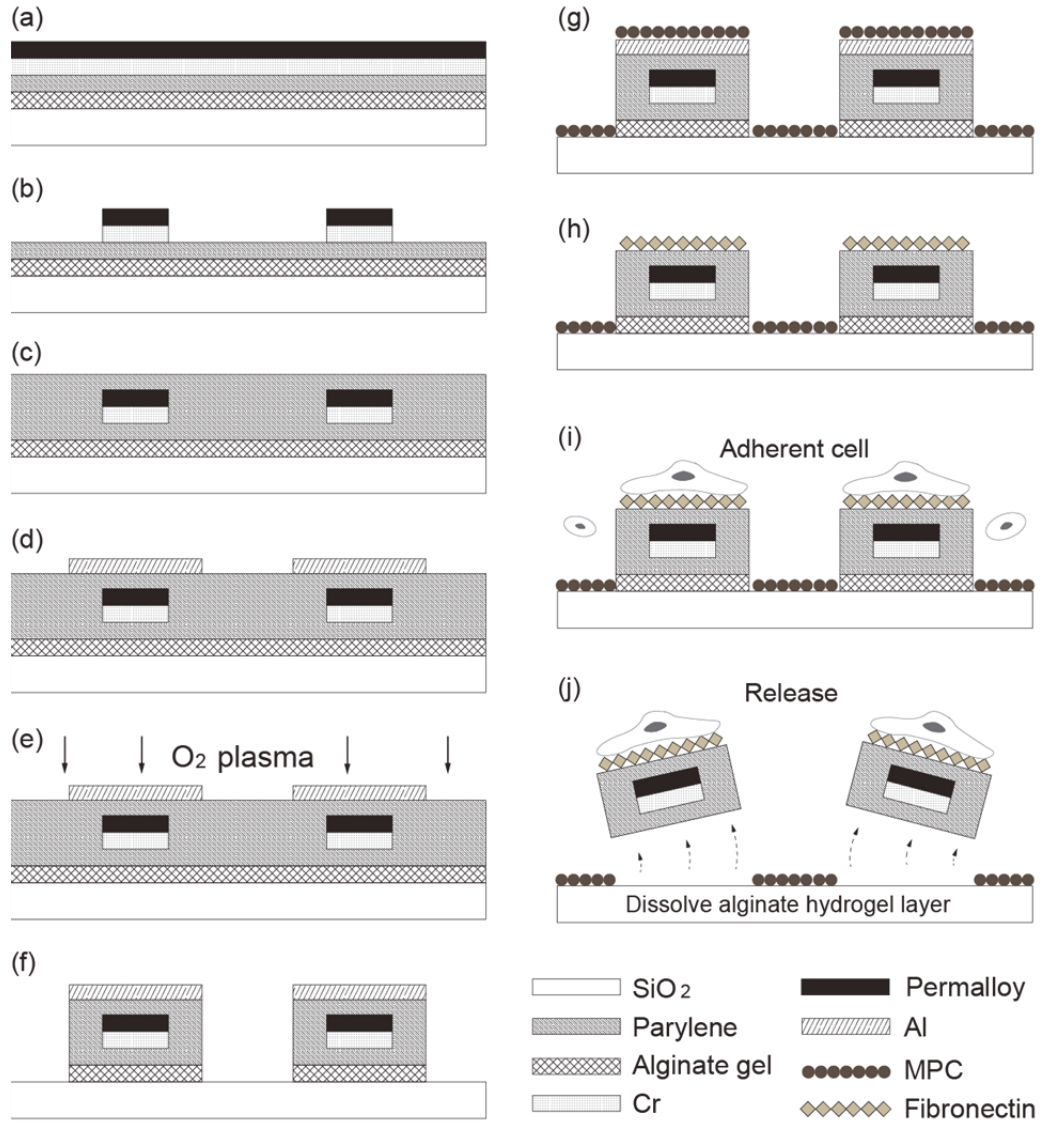 (a)
(b)
(c)
(d)
(e)
O₂ plasma
(f)
(g)
(h)
(i)
Adherent cell
(j)
Release
Dissolve alginate hydrogel layer
SiO₂
Permalloy
Parylene
Al
Alginate gel
MPC
Cr
Fibronectin